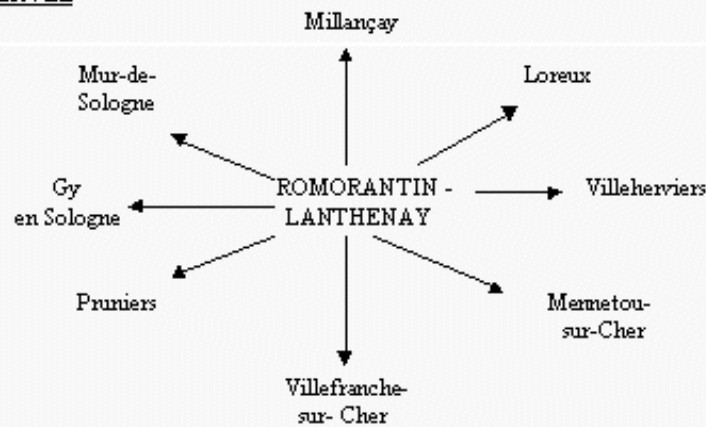 Millançay
Mur-de-
Sologne
Loreux
Gy
en Sologne
ROMORANTIN -
LANTHENAY
Villeherviers
Pruniers
Mennetou-
sur-Cher
Villefranche-
sur- Cher